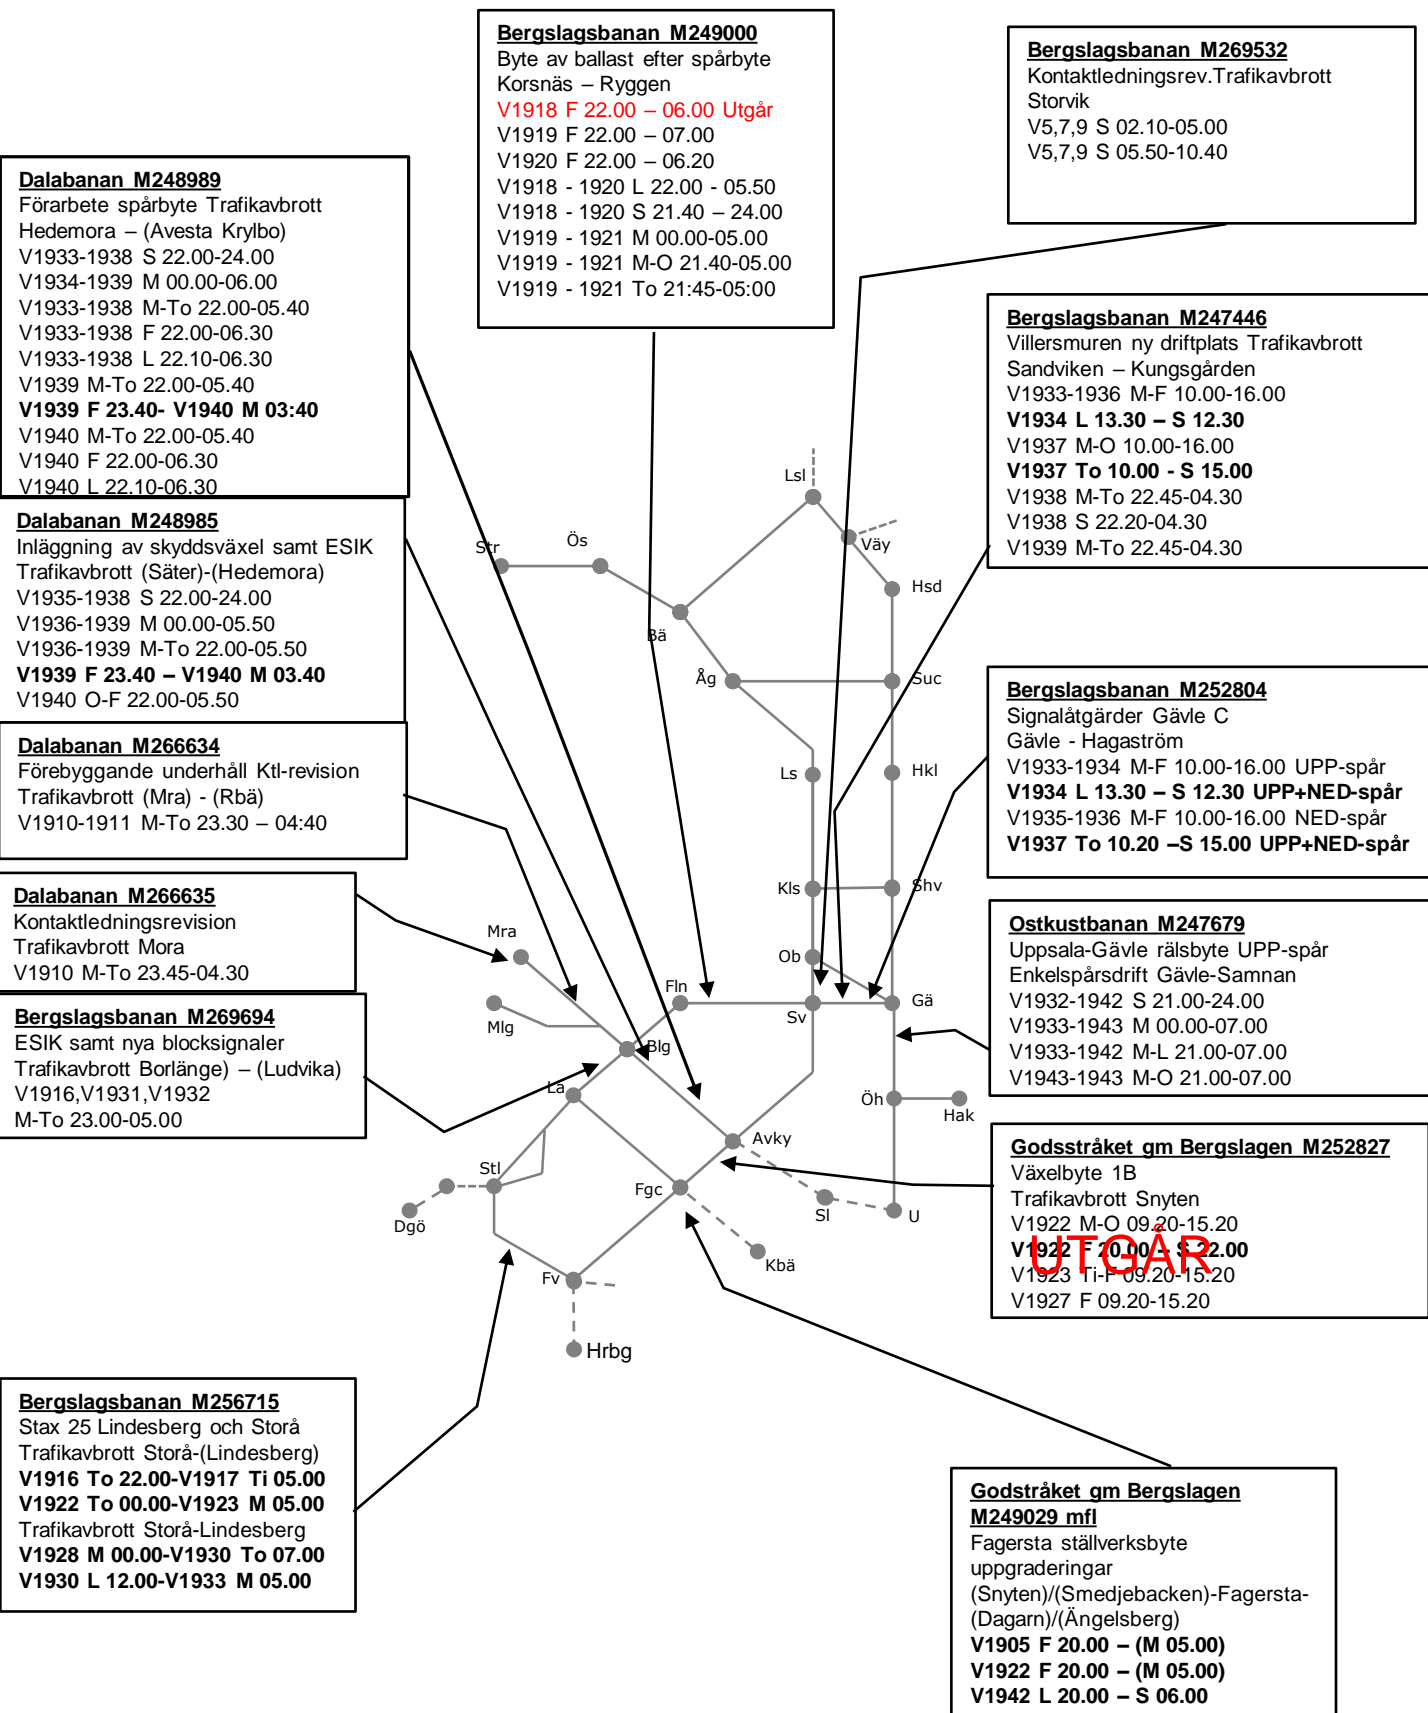 Bergslagsbanan M249000
Byte av ballast efter spårbyte
Korsnäs – Ryggen
V1918 F 22.00 – 06.00 Utgår
V1919 F 22.00 – 07.00
V1920 F 22.00 – 06.20
V1918 - 1920 L 22.00 - 05.50
V1918 - 1920 S 21.40 – 24.00
V1919 - 1921 M 00.00-05.00
V1919 - 1921 M-O 21.40-05.00
V1919 - 1921 To 21:45-05:00
Bergslagsbanan M269532
Kontaktledningsrev.Trafikavbrott
Storvik
V5,7,9 S 02.10-05.00
V5,7,9 S 05.50-10.40
Dalabanan M248989
Förarbete spårbyte Trafikavbrott
Hedemora – (Avesta Krylbo)
V1933-1938 S 22.00-24.00
V1934-1939 M 00.00-06.00
V1933-1938 M-To 22.00-05.40
V1933-1938 F 22.00-06.30
V1933-1938 L 22.10-06.30
V1939 M-To 22.00-05.40
V1939 F 23.40- V1940 M 03:40
V1940 M-To 22.00-05.40
V1940 F 22.00-06.30
V1940 L 22.10-06.30
Bergslagsbanan M247446
Villersmuren ny driftplats Trafikavbrott
Sandviken – Kungsgården
V1933-1936 M-F 10.00-16.00
V1934 L 13.30 – S 12.30
V1937 M-O 10.00-16.00
V1937 To 10.00 - S 15.00
V1938 M-To 22.45-04.30
V1938 S 22.20-04.30
V1939 M-To 22.45-04.30
Dalabanan M248985
Inläggning av skyddsväxel samt ESIK
Trafikavbrott (Säter)-(Hedemora)
V1935-1938 S 22.00-24.00
V1936-1939 M 00.00-05.50
V1936-1939 M-To 22.00-05.50
V1939 F 23.40 – V1940 M 03.40
V1940 O-F 22.00-05.50
Dalabanan M266634
Förebyggande underhåll Ktl-revision
Trafikavbrott (Mra) - (Rbä)
V1910-1911 M-To 23.30 – 04:40
Bergslagsbanan M252804
Signalåtgärder Gävle C
Gävle - Hagaström
V1933-1934 M-F 10.00-16.00 UPP-spår
V1934 L 13.30 – S 12.30 UPP+NED-spår
V1935-1936 M-F 10.00-16.00 NED-spår
V1937 To 10.20 –S 15.00 UPP+NED-spår
Dalabanan M266635
Kontaktledningsrevision
Trafikavbrott Mora
V1910 M-To 23.45-04.30
Ostkustbanan M247679
Uppsala-Gävle rälsbyte UPP-spår
Enkelspårsdrift Gävle-Samnan
V1932-1942 S 21.00-24.00
V1933-1943 M 00.00-07.00
V1933-1942 M-L 21.00-07.00
V1943-1943 M-O 21.00-07.00
Bergslagsbanan M269694
ESIK samt nya blocksignaler
Trafikavbrott Borlänge) – (Ludvika)
V1916,V1931,V1932
M-To 23.00-05.00
Godsstråket gm Bergslagen M252827
Växelbyte 1B
Trafikavbrott Snyten
V1922 M-O 09.20-15.20
V1922 F 20.00 – S 22.00
V1923 Ti-F 09.20-15.20
V1927 F 09.20-15.20
UTGÅR
Bergslagsbanan M256715
Stax 25 Lindesberg och Storå
Trafikavbrott Storå-(Lindesberg)
V1916 To 22.00-V1917 Ti 05.00
V1922 To 00.00-V1923 M 05.00
Trafikavbrott Storå-Lindesberg
V1928 M 00.00-V1930 To 07.00
V1930 L 12.00-V1933 M 05.00
Godstråket gm Bergslagen
M249029 mfl
Fagersta ställverksbyte
uppgraderingar
(Snyten)/(Smedjebacken)-Fagersta-
(Dagarn)/(Ängelsberg)
V1905 F 20.00 – (M 05.00)
V1922 F 20.00 – (M 05.00)
V1942 L 20.00 – S 06.00
Lsl
Väy
Str
Ös
Hsd
Bä
Åg
Suc
Ls
Hkl
Kls
Shv
Mra
Ob
Fln
Gä
Mlg
Sv
Blg
La
Öh
Hak
Avky
Stl
Fgc
Sl
U
Dgö
Kbä
Fv
Hrbg